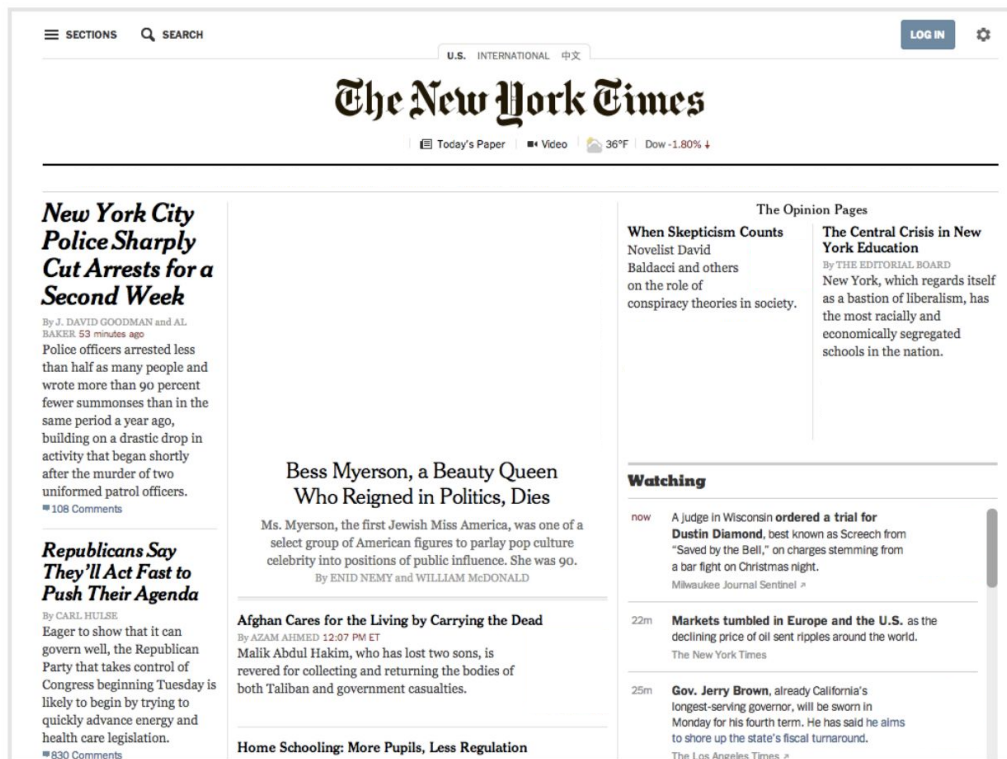 SECTIONS SEARCH LOG IN
U.S. INTERNATIONAL 中文
The New York Times
Today's Paper Video 36°F Dow -1.80% ↓
New York City
Police Sharply
Cut Arrests for a
Second Week
By J. DAVID GOODMAN and AL
BAKER 53 minutes ago
Police officers arrested less
than half as many people and
wrote more than 90 percent
fewer summonses than in the
same period a year ago,
building on a drastic drop in
activity that began shortly
after the murder of two
uniformed patrol officers.
108 Comments
Republicans Say
They'll Act Fast to
Push Their Agenda
By CARL HULSE
Eager to show that it can
govern well, the Republican
Party that takes control of
Congress beginning Tuesday is
likely to begin by trying to
quickly advance energy and
health care legislation.
830 Comments
Bess Myerson, a Beauty Queen
Who Reigned in Politics, Dies
Ms. Myerson, the first Jewish Miss America, was one of a
select group of American figures to parlay pop culture
celebrity into positions of public influence. She was 90.
By ENID NEMY and WILLIAM McDONALD
Afghan Cares for the Living by Carrying the Dead
By AZAM AHMED 12:07 PM ET
Malik Abdul Hakim, who has lost two sons, is
revered for collecting and returning the bodies of
both Taliban and government casualties.
Home Schooling: More Pupils, Less Regulation
The Opinion Pages
When Skepticism Counts
Novelist David
Baldacci and others
on the role of
conspiracy theories in society.
The Central Crisis in New
York Education
By THE EDITORIAL BOARD
New York, which regards itself
as a bastion of liberalism, has
the most racially and
economically segregated
schools in the nation.
Watching
now A judge in Wisconsin ordered a trial for
Dustin Diamond, best known as Screech from
"Saved by the Bell," on charges stemming from
a bar fight on Christmas night.
Milwaukee Journal Sentinel ↗
22m Markets tumbled in Europe and the U.S. as the
declining price of oil sent ripples around the world.
The New York Times
25m Gov. Jerry Brown, already California's
longest-serving governor, will be sworn in
Monday for his fourth term. He has said he aims
to shore up the state's fiscal turnaround.
The Los Angeles Times ↗